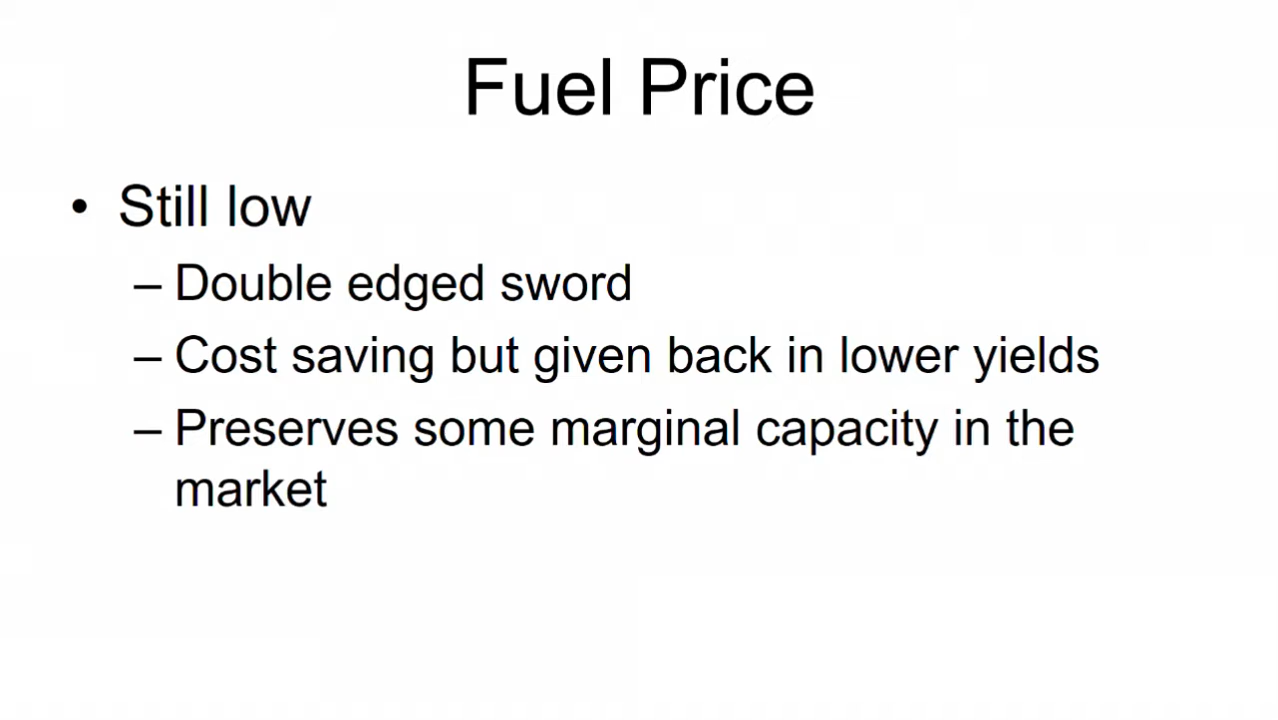 Fuel Price
• Still low
– Double edged sword
– Cost saving but given back in lower yields
– Preserves some marginal capacity in the
market